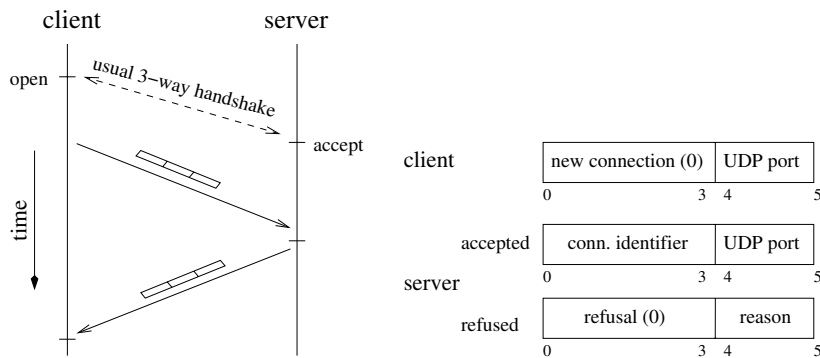 client
server
open
usual 3–way handshake
accept
time
client
new connection (0)
UDP port
0
3
4
5
accepted
conn. identifier
UDP port
0
3
4
5
server
refused
refusal (0)
reason
0
3
4
5